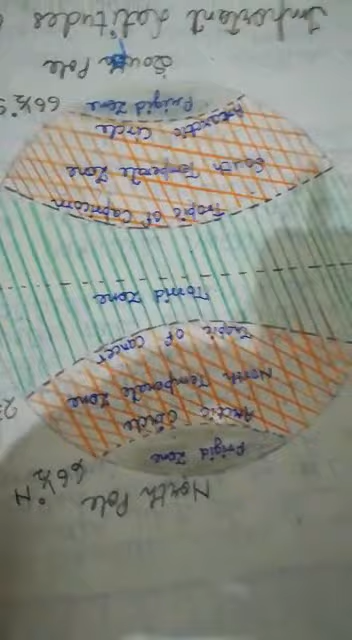 North Pole
66½°N
Frigid Zone
Arctic Circle
North Temperate Zone
Tropic of Cancer
Torrid Zone
Tropic of Capricorn
South Temperate Zone
Antarctic Circle
Frigid Zone
66½°S
South Pole
Important Latitudes